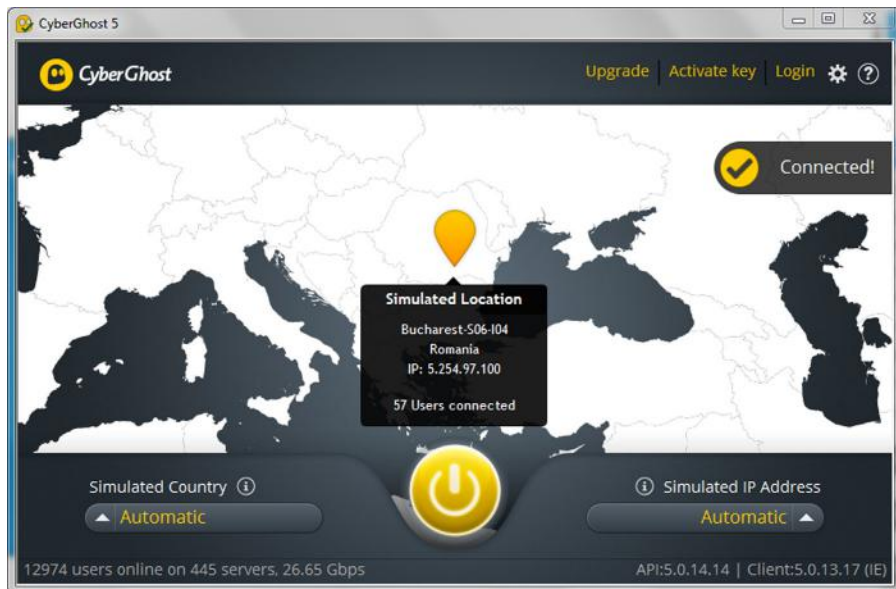 CyberGhost 5
CyberGhost
Upgrade Activate key Login
Connected!
Simulated Location
Bucharest-S06-I04
Romania
IP: 5.254.97.100
57 Users connected
Simulated Country
Simulated IP Address
Automatic
Automatic
12974 users online on 445 servers, 26.65 Gbps
API:5.0.14.14 | Client:5.0.13.17 (IE)